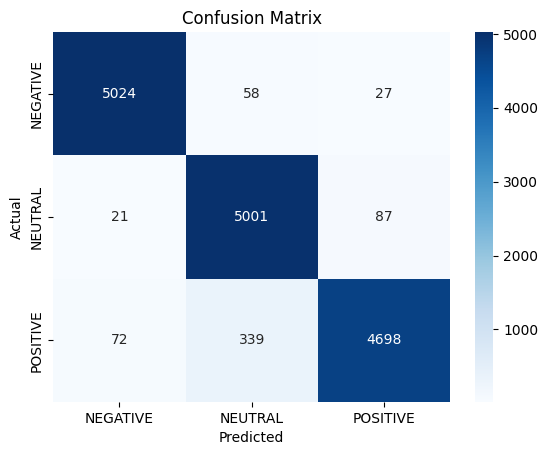 Confusion Matrix
Actual
NEGATIVE
5024 58 27
NEUTRAL
21 5001 87
POSITIVE
72 339 4698
NEGATIVE NEUTRAL POSITIVE
Predicted
5000
4000
3000
2000
1000